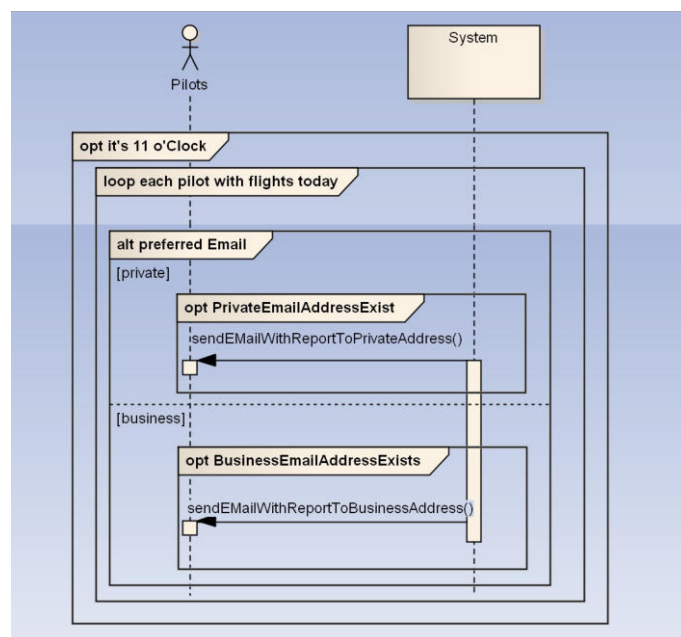 System
Pilots
opt it's 11 o'Clock
loop each pilot with flights today
alt preferred Email
[private]
opt PrivateEmailAddressExist
sendEMailWithReportToPrivateAddress()
[business]
opt BusinessEmailAddressExists
sendEMailWithReportToBusinessAddress()